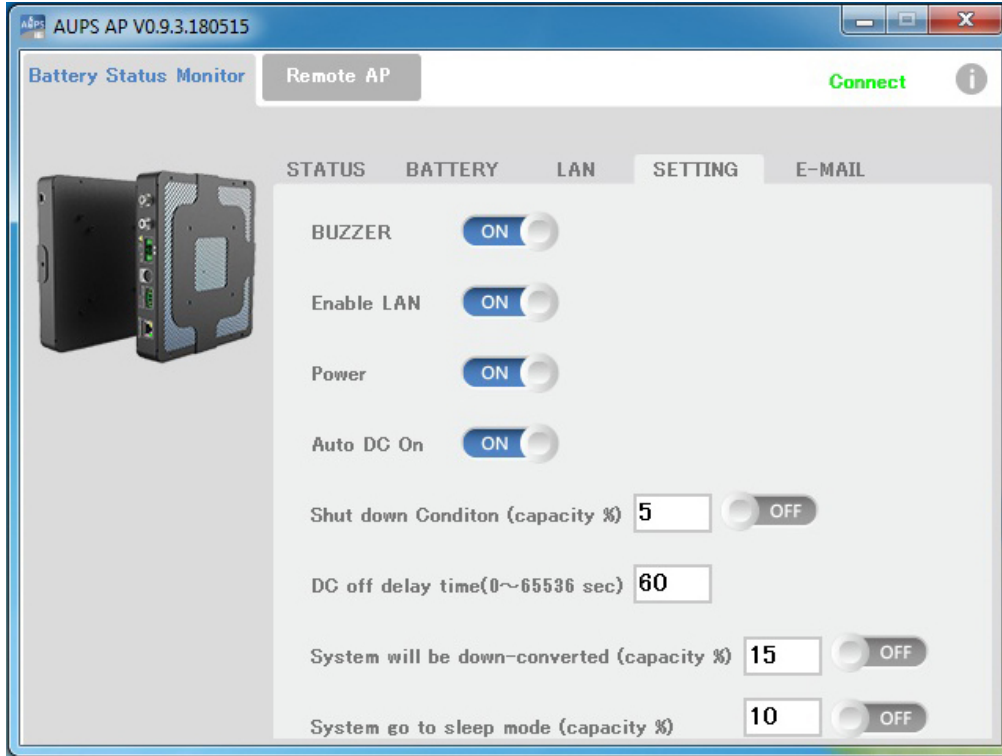 AUPS AUPS AP V0.9.3.180515
Battery Status Monitor Remote AP Connect i
STATUS BATTERY LAN SETTING E-MAIL
BUZZER ON
Enable LAN ON
Power ON
Auto DC On ON
Shut down Conditon (capacity %) 5 OFF
DC off delay time(0~65536 sec) 60
System will be down-converted (capacity %) 15 OFF
System go to sleep mode (capacity %) 10 OFF